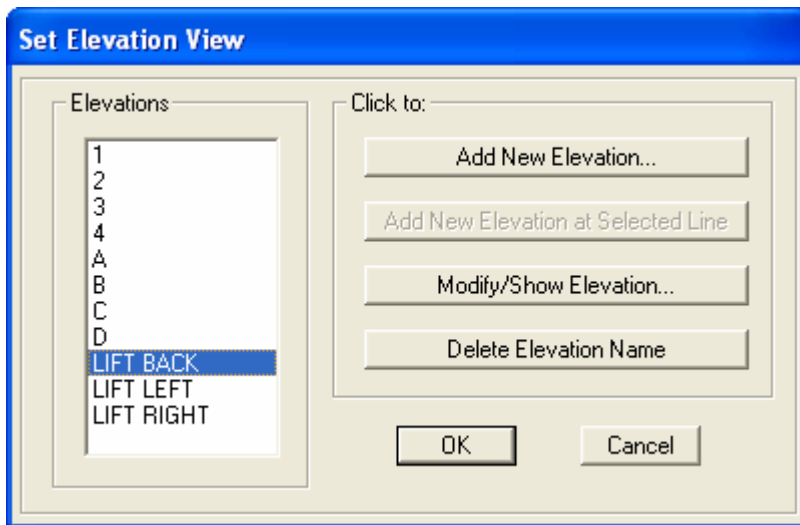 Set Elevation View
Elevations
1
2
3
4
A
B
C
D
LIFT BACK
LIFT LEFT
LIFT RIGHT
Click to:
Add New Elevation...
Add New Elevation at Selected Line
Modify/Show Elevation...
Delete Elevation Name
OK
Cancel